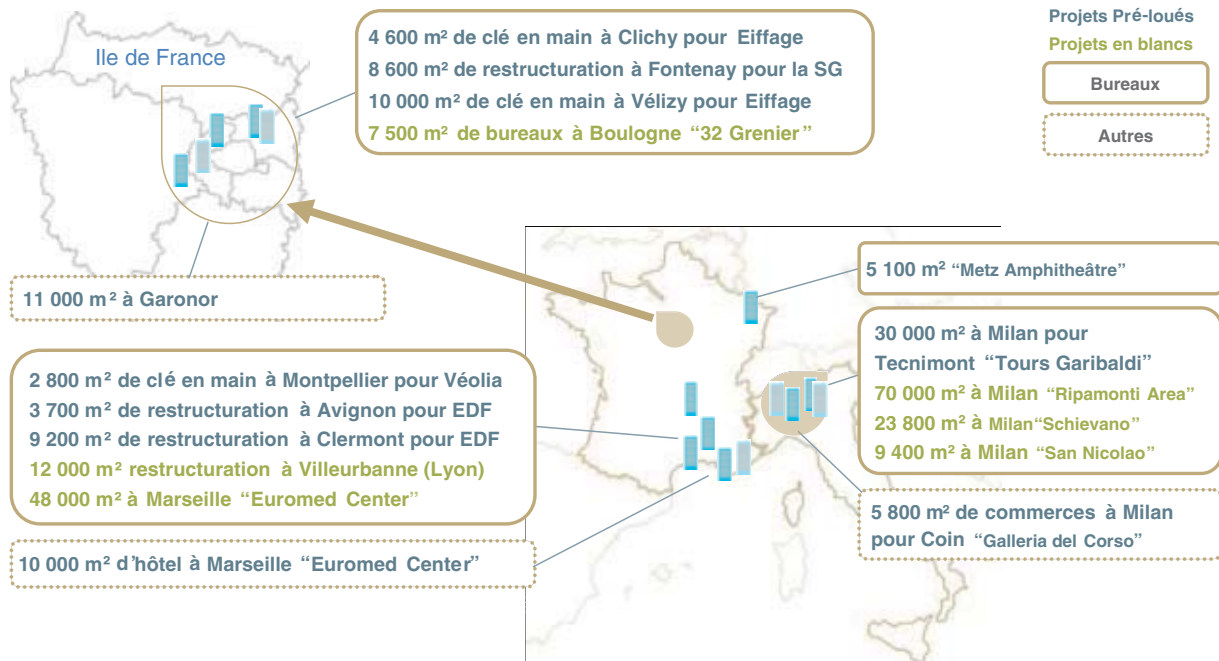 Ile de France
4 600 m² de clé en main à Clichy pour Eiffage
8 600 m² de restructuration à Fontenay pour la SG
10 000 m² de clé en main à Vélizy pour Eiffage
7 500 m² de bureaux à Boulogne “32 Grenier”
Projets Pré-loués
Projets en blancs
Bureaux
Autres
11 000 m² à Garonor
5 100 m² “Metz Amphitheâtre”
30 000 m² à Milan pour
Tecnimont “Tours Garibaldi”
70 000 m² à Milan “Ripamonti Area”
23 800 m² à Milan“Schievano”
9 400 m² à Milan “San Nicolao”
2 800 m² de clé en main à Montpellier pour Véolia
3 700 m² de restructuration à Avignon pour EDF
9 200 m² de restructuration à Clermont pour EDF
12 000 m² restructuration à Villeurbanne (Lyon)
48 000 m² à Marseille “Euromed Center”
5 800 m² de commerces à Milan
pour Coin “Galleria del Corso”
10 000 m² d’hôtel à Marseille “Euromed Center”